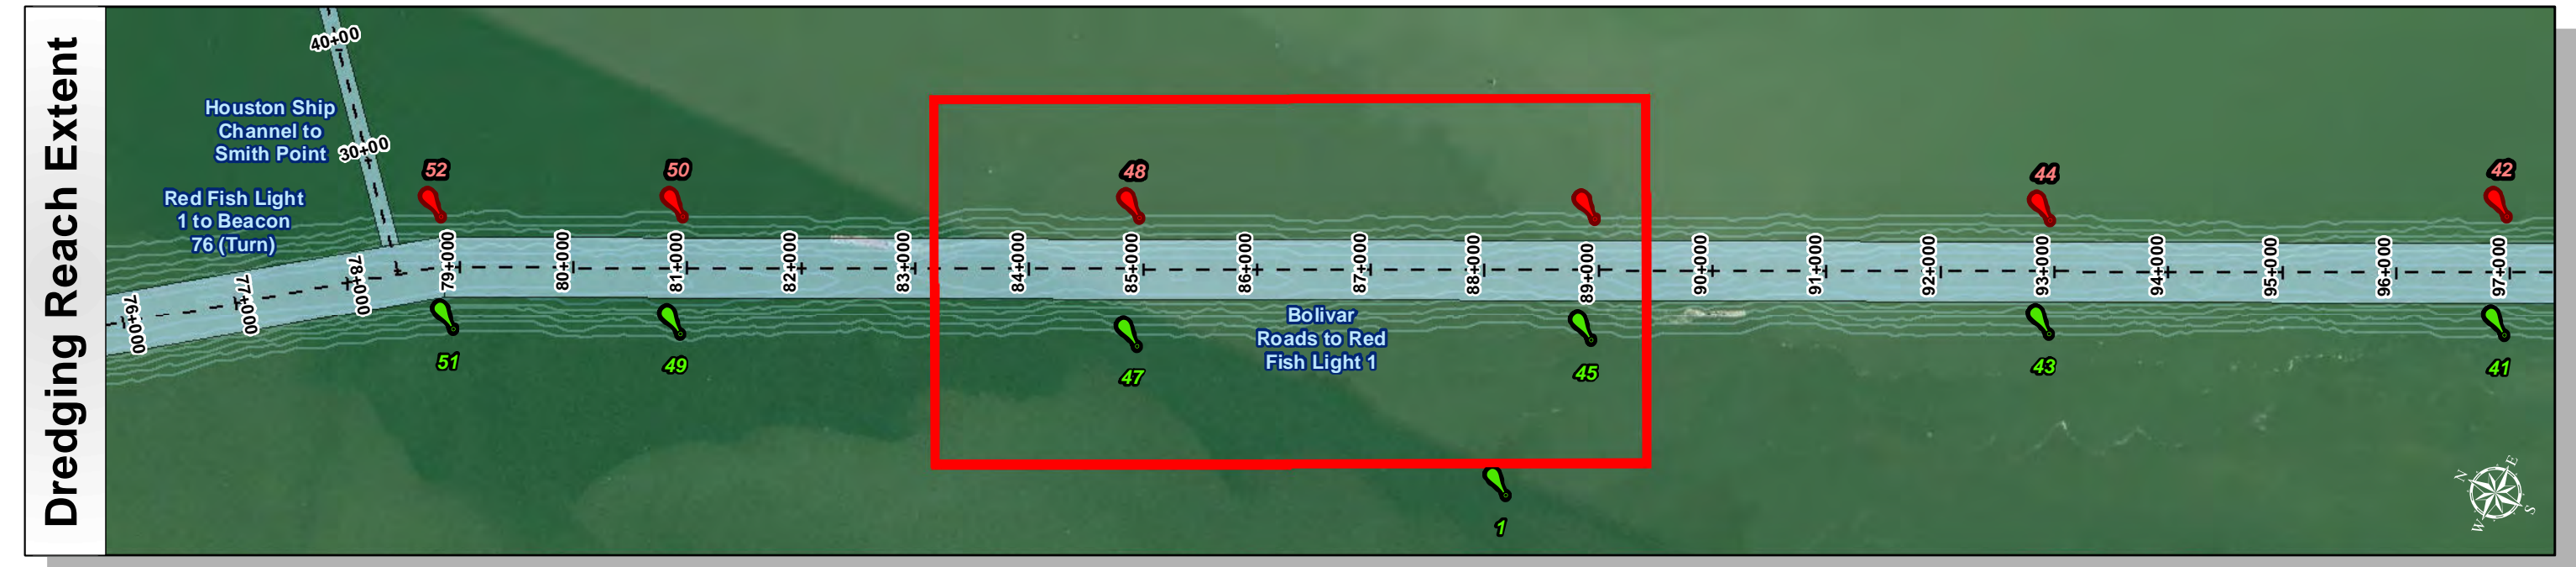 Dredging Reach Extent
40+00
30+00
Houston Ship
Channel to
Smith Point
Red Fish Light
1 to Beacon
76 (Turn)
52
50
48
44
42
76+000
77+000
78+000
79+000
80+000
81+000
82+000
83+000
84+000
85+000
86+000
87+000
88+000
89+000
90+000
91+000
92+000
93+000
94+000
95+000
96+000
97+000
51
49
47
Bolivar
Roads to Red
Fish Light 1
45
43
41
1
N
E
W
S